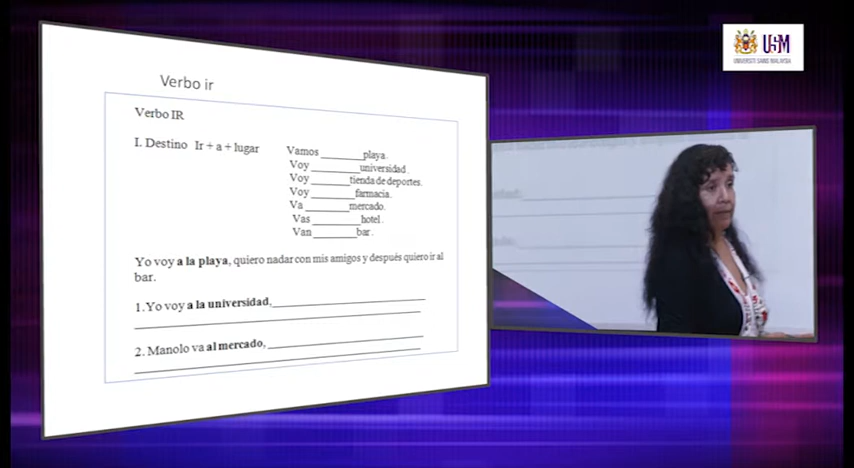 USM
UNIVERSITI SAINS MALAYSIA
Verbo ir
Verbo IR
I. Destino Ir + a + lugar
Vamos ________playa.
Voy ________universidad.
Voy ________tienda de deportes.
Voy ________farmacia.
Va ________mercado.
Vas ________hotel.
Van ________bar.
Yo voy a la playa, quiero nadar con mis amigos y después quiero ir al
bar.
1. Yo voy a la universidad,________
2. Manolo va al mercado, ________